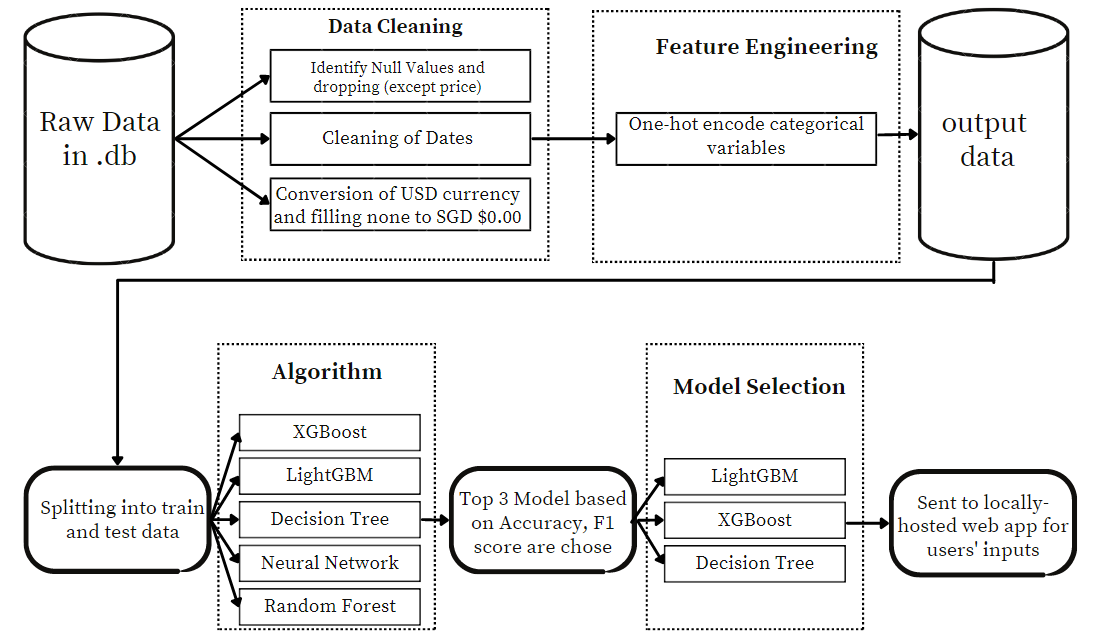 Raw Data
in .db
Data Cleaning
Identify Null Values and
dropping (except price)
Cleaning of Dates
Conversion of USD currency
and filling none to SGD $0.00
Feature Engineering
One-hot encode categorical
variables
output
data
Splitting into train
and test data
Algorithm
XGBoost
LightGBM
Decision Tree
Neural Network
Random Forest
Top 3 Model based
on Accuracy, F1
score are chose
Model Selection
LightGBM
XGBoost
Decision Tree
Sent to locally-
hosted web app for
users' inputs